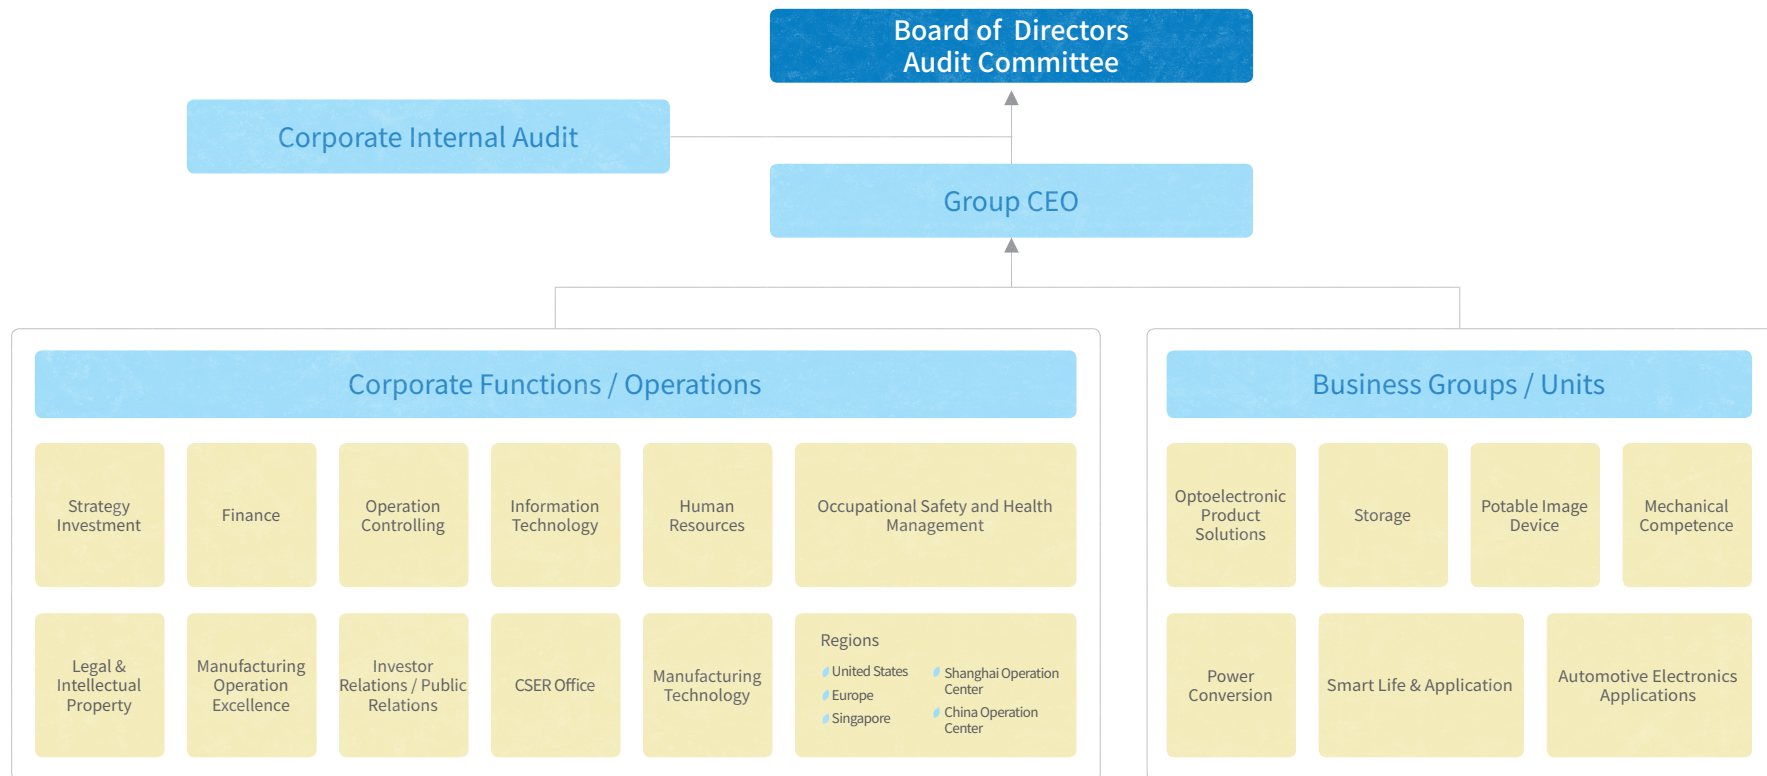 Board of Directors
Audit Committee
Corporate Internal Audit
Group CEO
Corporate Functions / Operations
Strategy
Investment
Finance
Operation
Controlling
Information
Technology
Human
Resources
Occupational Safety and Health
Management
Legal &
Intellectual
Property
Manufacturing
Operation
Excellence
Investor
Relations / Public
Relations
CSER Office
Manufacturing
Technology
Regions
United States
Europe
Singapore
Shanghai Operation
Center
China Operation
Center
Business Groups / Units
Optoelectronic
Product
Solutions
Storage
Potable Image
Device
Mechanical
Competence
Power
Conversion
Smart Life & Application
Automotive Electronics
Applications